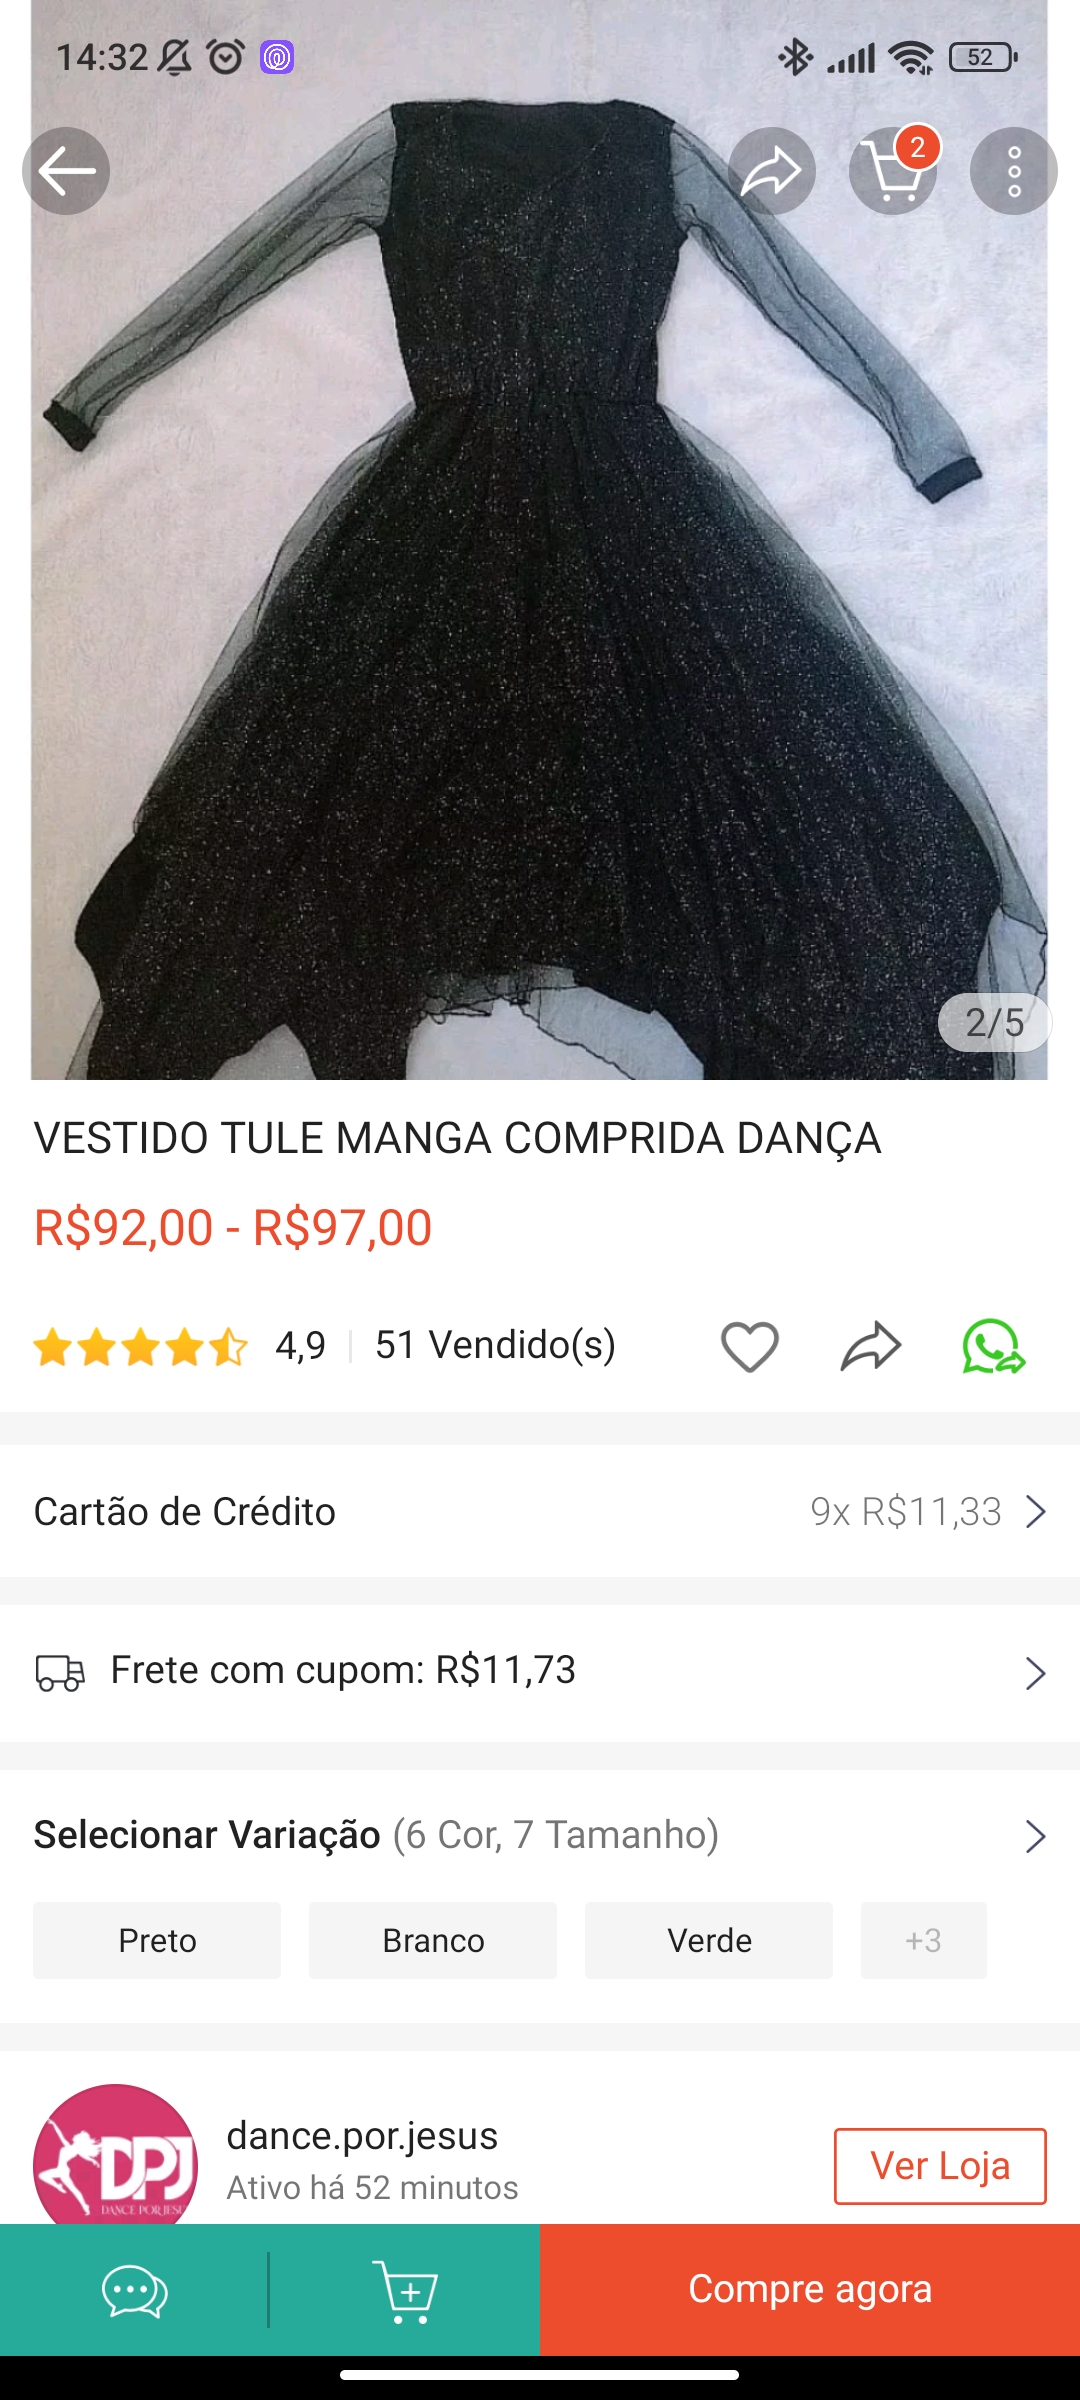 14:32
52
2
2/5
VESTIDO TULE MANGA COMPRIDA DANÇA
R$92,00 - R$97,00
4,9
51 Vendido(s)
Cartão de Crédito
9x R$11,33
Frete com cupom: R$11,73
Selecionar Variação (6 Cor, 7 Tamanho)
Preto
Branco
Verde
+3
DPJ
DANCE POR JESU
dance.por.jesus
Ativo há 52 minutos
Ver Loja
Compre agora